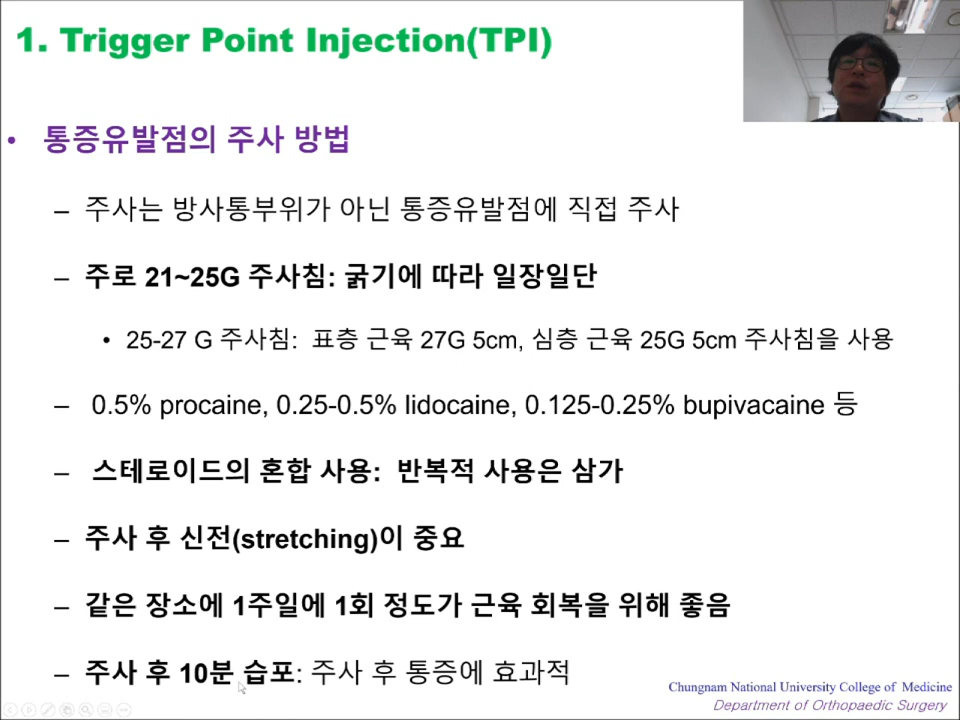 1. Trigger Point Injection(TPI)
• 통증유발점의 주사 방법
– 주사는 방사통부위가 아닌 통증유발점에 직접 주사
– 주로 21~25G 주사침: 굵기에 따라 일장일단
• 25-27 G 주사침: 표층 근육 27G 5cm, 심층 근육 25G 5cm 주사침을 사용
– 0.5% procaine, 0.25-0.5% lidocaine, 0.125-0.25% bupivacaine 등
– 스테로이드의 혼합 사용: 반복적 사용은 삼가
– 주사 후 신전(stretching)이 중요
– 같은 장소에 1주일에 1회 정도가 근육 회복을 위해 좋음
– 주사 후 10분 습포: 주사 후 통증에 효과적
Chungnam National University College of Medicine
Department of Orthopaedic Surgery